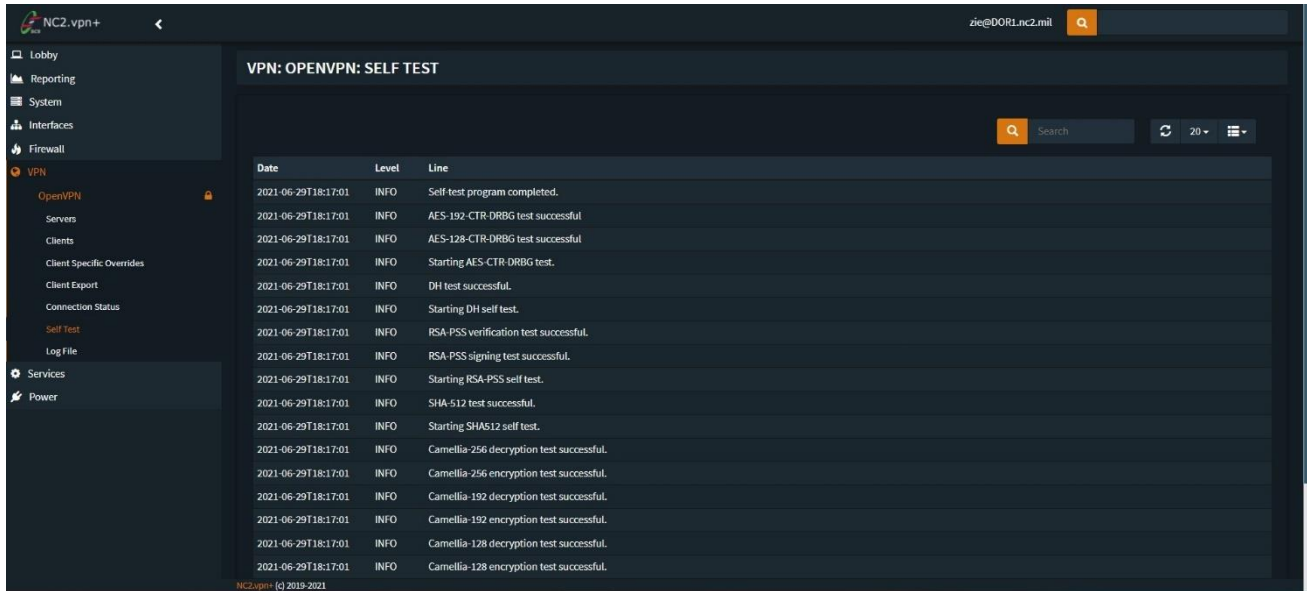 NC2.vpn+
zie@DOR1.nc2.mil
Lobby
Reporting
System
Interfaces
Firewall
VPN
OpenVPN
Servers
Clients
Client Specific Overrides
Client Export
Connection Status
Self Test
Log File
Services
Power
VPN: OPENVPN: SELF TEST
Search 20
Date Level Line
2021-06-29T18:17:01 INFO Self-test program completed.
2021-06-29T18:17:01 INFO AES-192-CTR-DRBG test successful
2021-06-29T18:17:01 INFO AES-128-CTR-DRBG test successful
2021-06-29T18:17:01 INFO Starting AES-CTR-DRBG test.
2021-06-29T18:17:01 INFO DH test successful.
2021-06-29T18:17:01 INFO Starting DH self test.
2021-06-29T18:17:01 INFO RSA-PSS verification test successful.
2021-06-29T18:17:01 INFO RSA-PSS signing test successful.
2021-06-29T18:17:01 INFO Starting RSA-PSS self test.
2021-06-29T18:17:01 INFO SHA-512 test successful.
2021-06-29T18:17:01 INFO Starting SHA512 self test.
2021-06-29T18:17:01 INFO Camellia-256 decryption test successful.
2021-06-29T18:17:01 INFO Camellia-256 encryption test successful.
2021-06-29T18:17:01 INFO Camellia-192 decryption test successful.
2021-06-29T18:17:01 INFO Camellia-192 encryption test successful.
2021-06-29T18:17:01 INFO Camellia-128 decryption test successful.
2021-06-29T18:17:01 INFO Camellia-128 encryption test successful.
NC2.vpn+ (c) 2019-2021